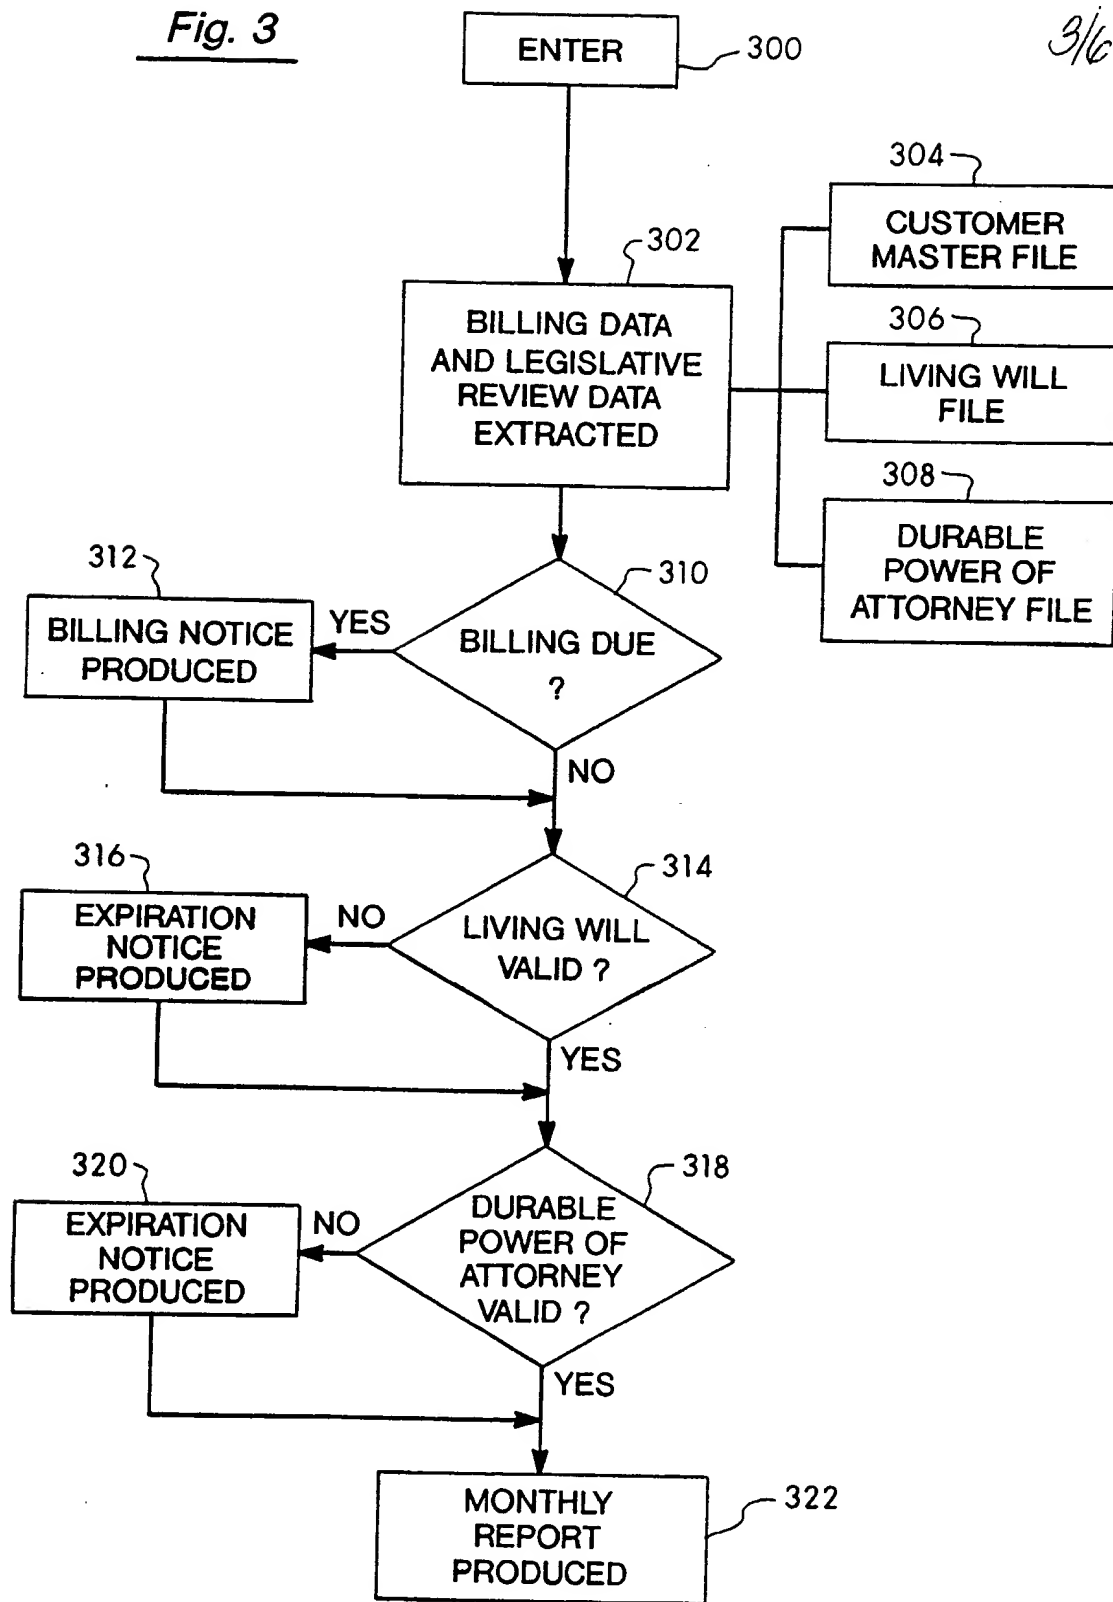 Fig. 3
3/6
ENTER
300
304
CUSTOMER
MASTER FILE
302
BILLING DATA
AND LEGISLATIVE
REVIEW DATA
EXTRACTED
306
LIVING WILL
FILE
308
DURABLE
POWER OF
ATTORNEY FILE
310
BILLING DUE
?
YES
312
BILLING NOTICE
PRODUCED
NO
314
LIVING WILL
VALID ?
NO
316
EXPIRATION
NOTICE
PRODUCED
YES
318
DURABLE
POWER OF
ATTORNEY
VALID ?
NO
320
EXPIRATION
NOTICE
PRODUCED
YES
MONTHLY
REPORT
PRODUCED
322